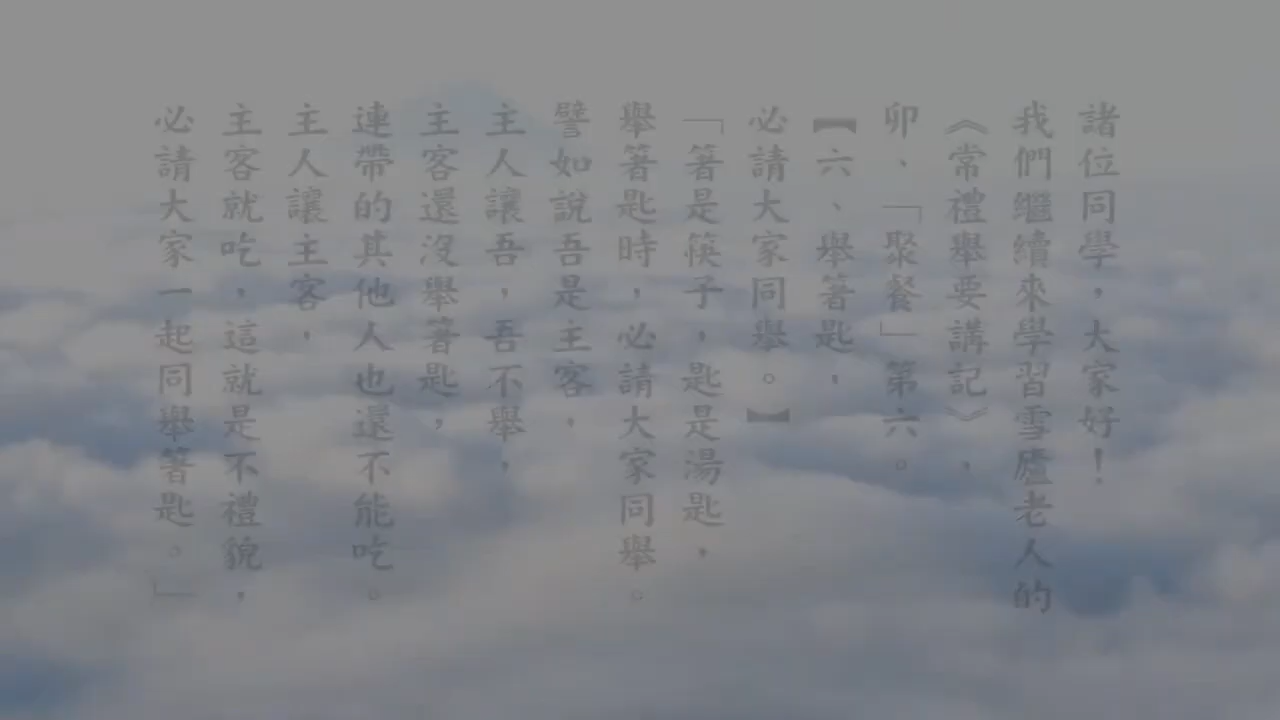 諸位同學，大家好！
我們繼續來學習雪廬老人的
《常禮舉要講記》，
卯、「聚餐」第六。
【六、舉箸匙，
必請大家同舉。】
「箸是筷子，匙是湯匙，
舉箸匙時，必請大家同舉。
譬如說吾是主客，
主人讓吾，吾不舉，
主客還沒舉箸匙，
連帶的其他人也還不能吃。
主人讓主客，
主客就吃，這就是不禮貌，
必請大家一起同舉箸匙。」